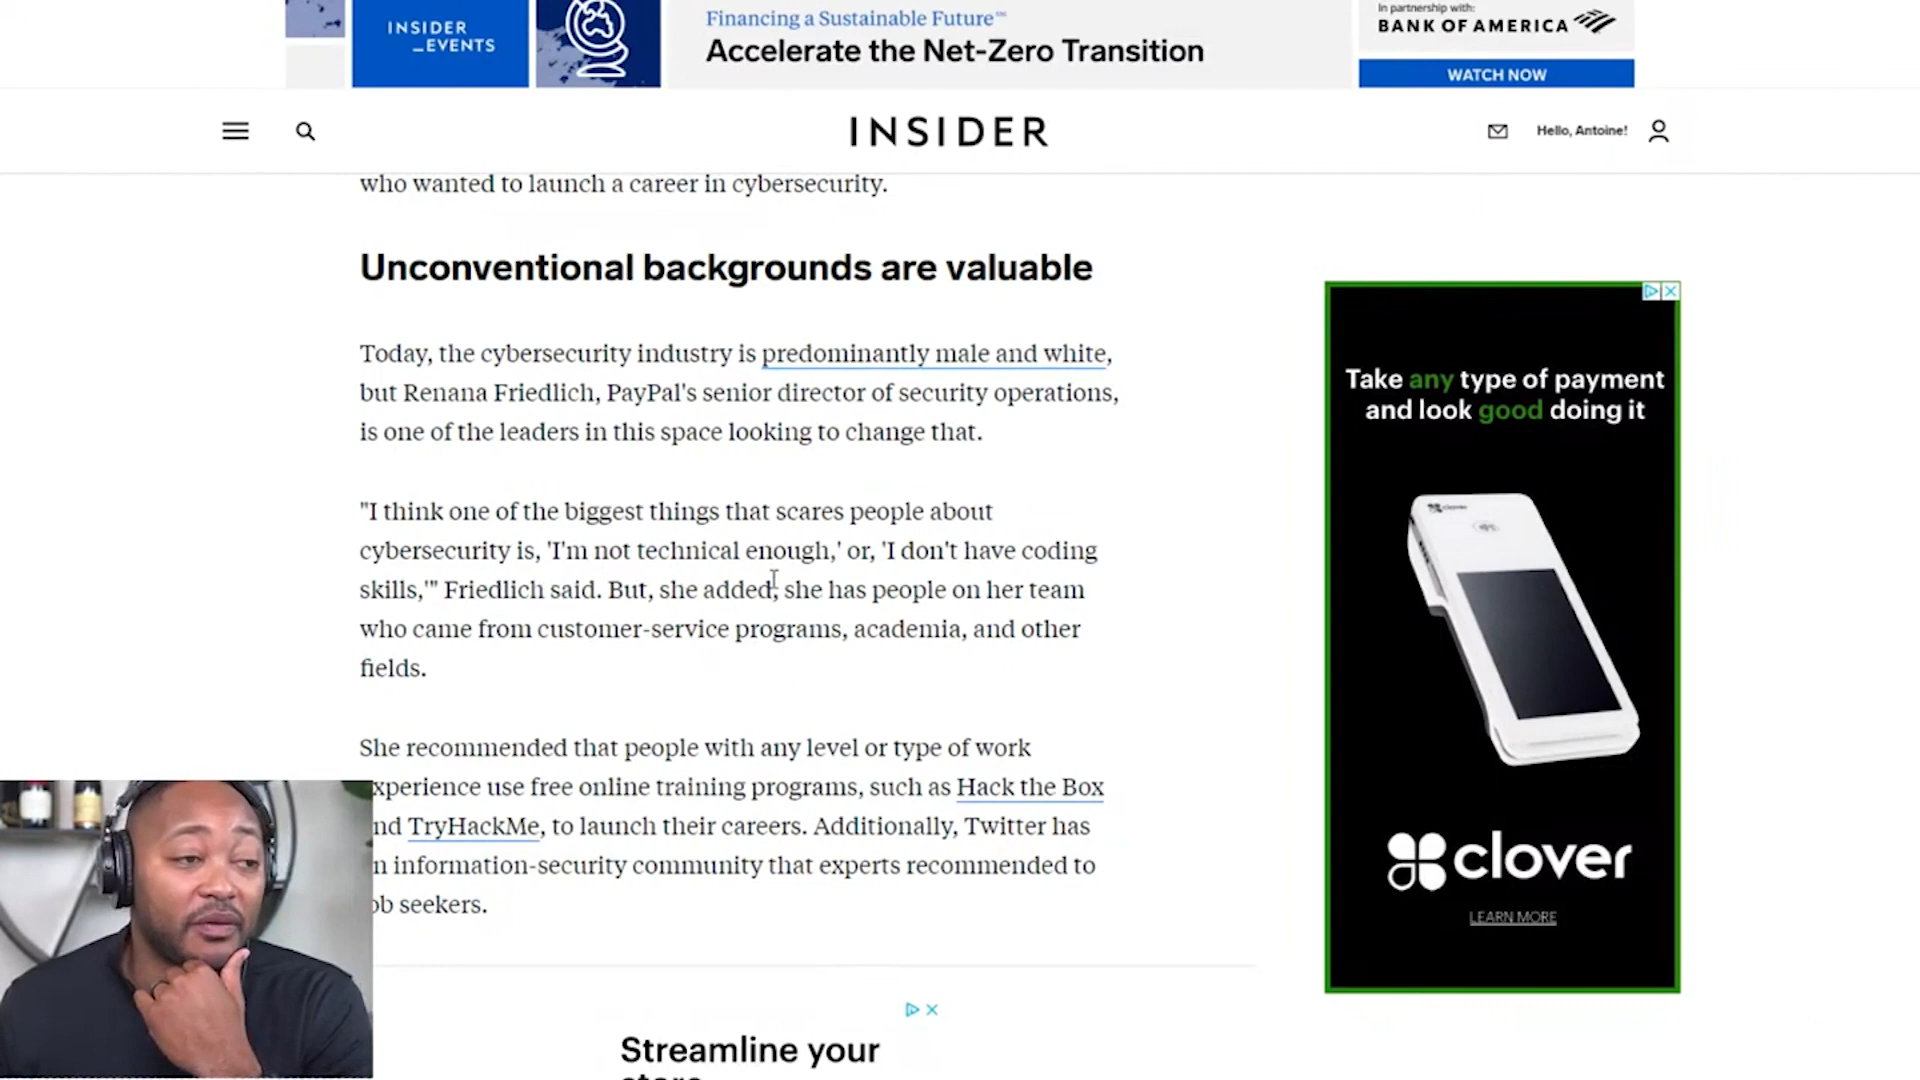 INSIDER
_EVENTS
Financing a Sustainable Future™
Accelerate the Net-Zero Transition
In partnership with:
BANK OF AMERICA
WATCH NOW
INSIDER
Hello, Antoine!
who wanted to launch a career in cybersecurity.
Unconventional backgrounds are valuable
Today, the cybersecurity industry is predominantly male and white,
but Renana Friedlich, PayPal's senior director of security operations,
is one of the leaders in this space looking to change that.
"I think one of the biggest things that scares people about
cybersecurity is, 'I'm not technical enough,' or, 'I don't have coding
skills,'" Friedlich said. But, she added, she has people on her team
who came from customer-service programs, academia, and other
fields.
She recommended that people with any level or type of work
xperience use free online training programs, such as Hack the Box
nd TryHackMe, to launch their careers. Additionally, Twitter has
n information-security community that experts recommended to
ob seekers.
Take any type of payment
and look good doing it
clover
clover
LEARN MORE
Streamline your
store